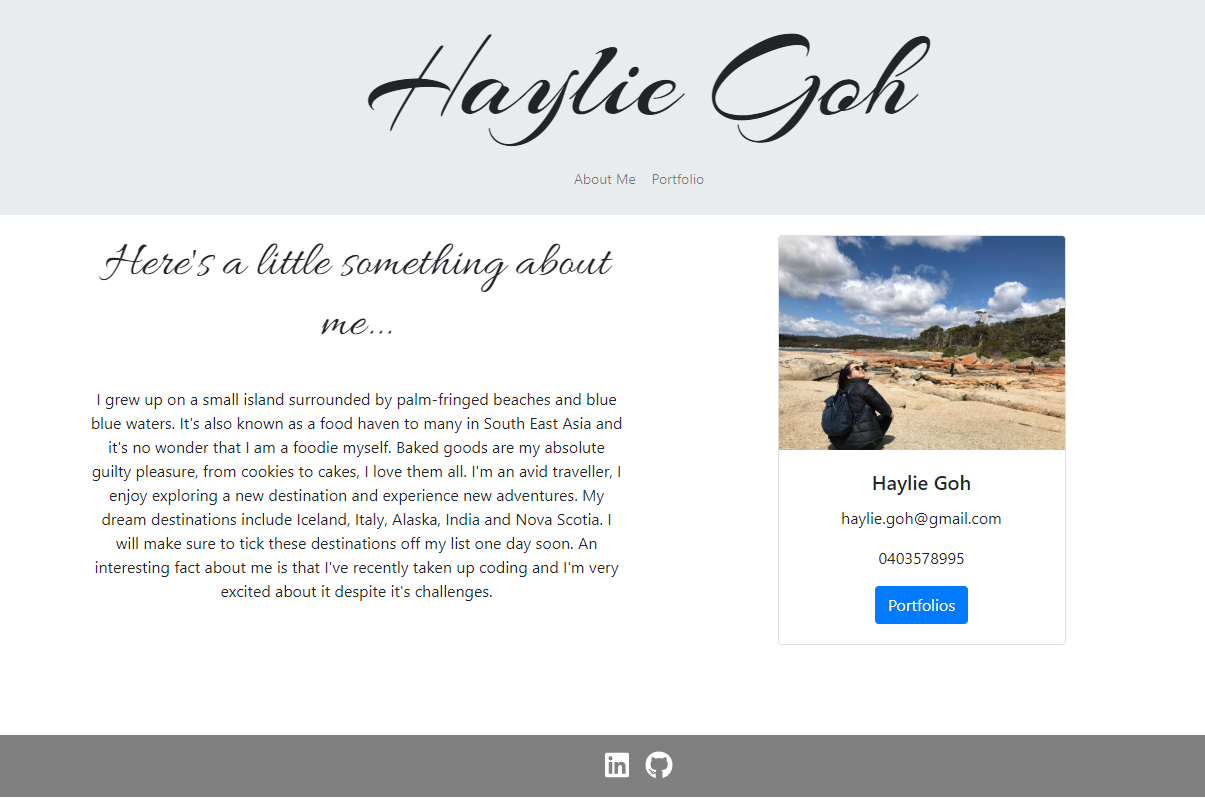 Haylie Goh
About Me Portfolio
Here's a little something about
me...
I grew up on a small island surrounded by palm-fringed beaches and blue
blue waters. It's also known as a food haven to many in South East Asia and
it's no wonder that I am a foodie myself. Baked goods are my absolute
guilty pleasure, from cookies to cakes, I love them all. I'm an avid traveller, I
enjoy exploring a new destination and experience new adventures. My
dream destinations include Iceland, Italy, Alaska, India and Nova Scotia. I
will make sure to tick these destinations off my list one day soon. An
interesting fact about me is that I've recently taken up coding and I'm very
excited about it despite it's challenges.
Haylie Goh
haylie.goh@gmail.com
0403578995
Portfolios
in